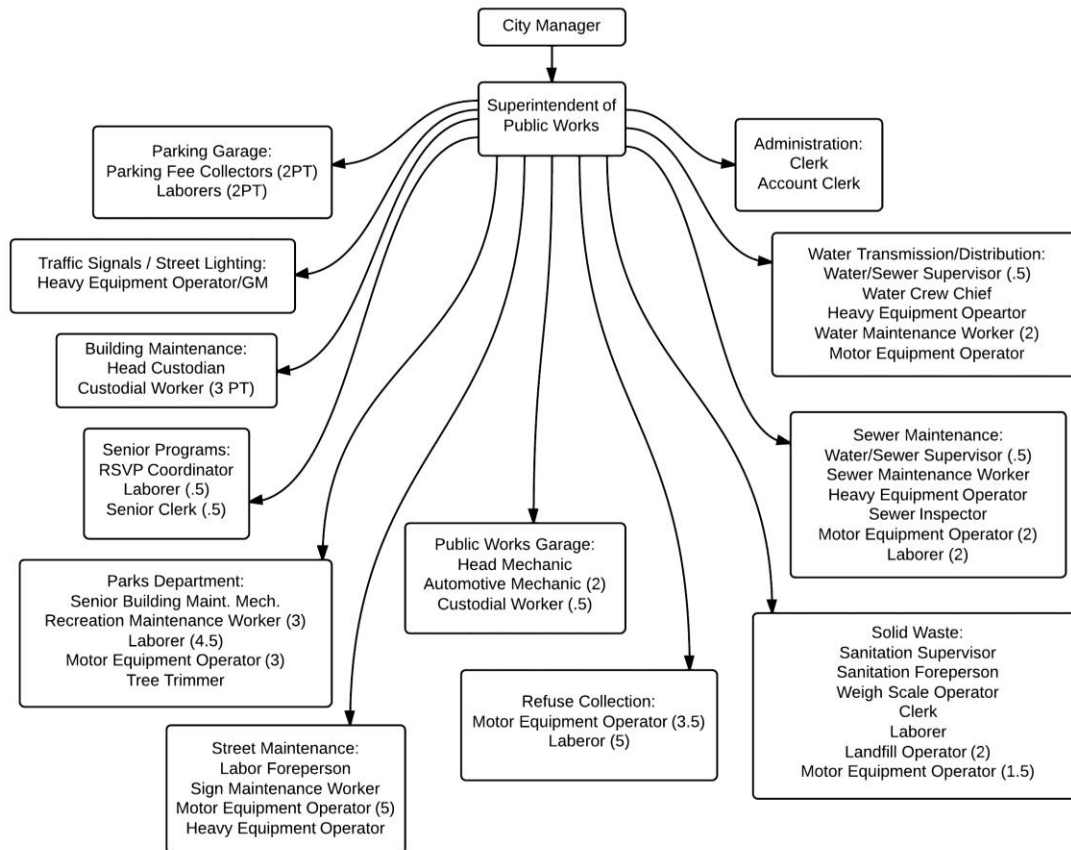 City Manager
Superintendent of
Public Works
Parking Garage:
Parking Fee Collectors (2PT)
Laborers (2PT)
Administration:
Clerk
Account Clerk
Traffic Signals / Street Lighting:
Heavy Equipment Operator/GM
Water Transmission/Distribution:
Water/Sewer Supervisor (.5)
Water Crew Chief
Heavy Equipment Opeartor
Water Maintenance Worker (2)
Motor Equipment Operator
Building Maintenance:
Head Custodian
Custodial Worker (3 PT)
Senior Programs:
RSVP Coordinator
Laborer (.5)
Senior Clerk (.5)
Sewer Maintenance:
Water/Sewer Supervisor (.5)
Sewer Maintenance Worker
Heavy Equipment Operator
Sewer Inspector
Motor Equipment Operator (2)
Laborer (2)
Public Works Garage:
Head Mechanic
Automotive Mechanic (2)
Custodial Worker (.5)
Parks Department:
Senior Building Maint. Mech.
Recreation Maintenance Worker (3)
Laborer (4.5)
Motor Equipment Operator (3)
Tree Trimmer
Solid Waste:
Sanitation Supervisor
Sanitation Foreperson
Weigh Scale Operator
Clerk
Laborer
Landfill Operator (2)
Motor Equipment Operator (1.5)
Refuse Collection:
Motor Equipment Operator (3.5)
Laberor (5)
Street Maintenance:
Labor Foreperson
Sign Maintenance Worker
Motor Equipment Operator (5)
Heavy Equipment Operator